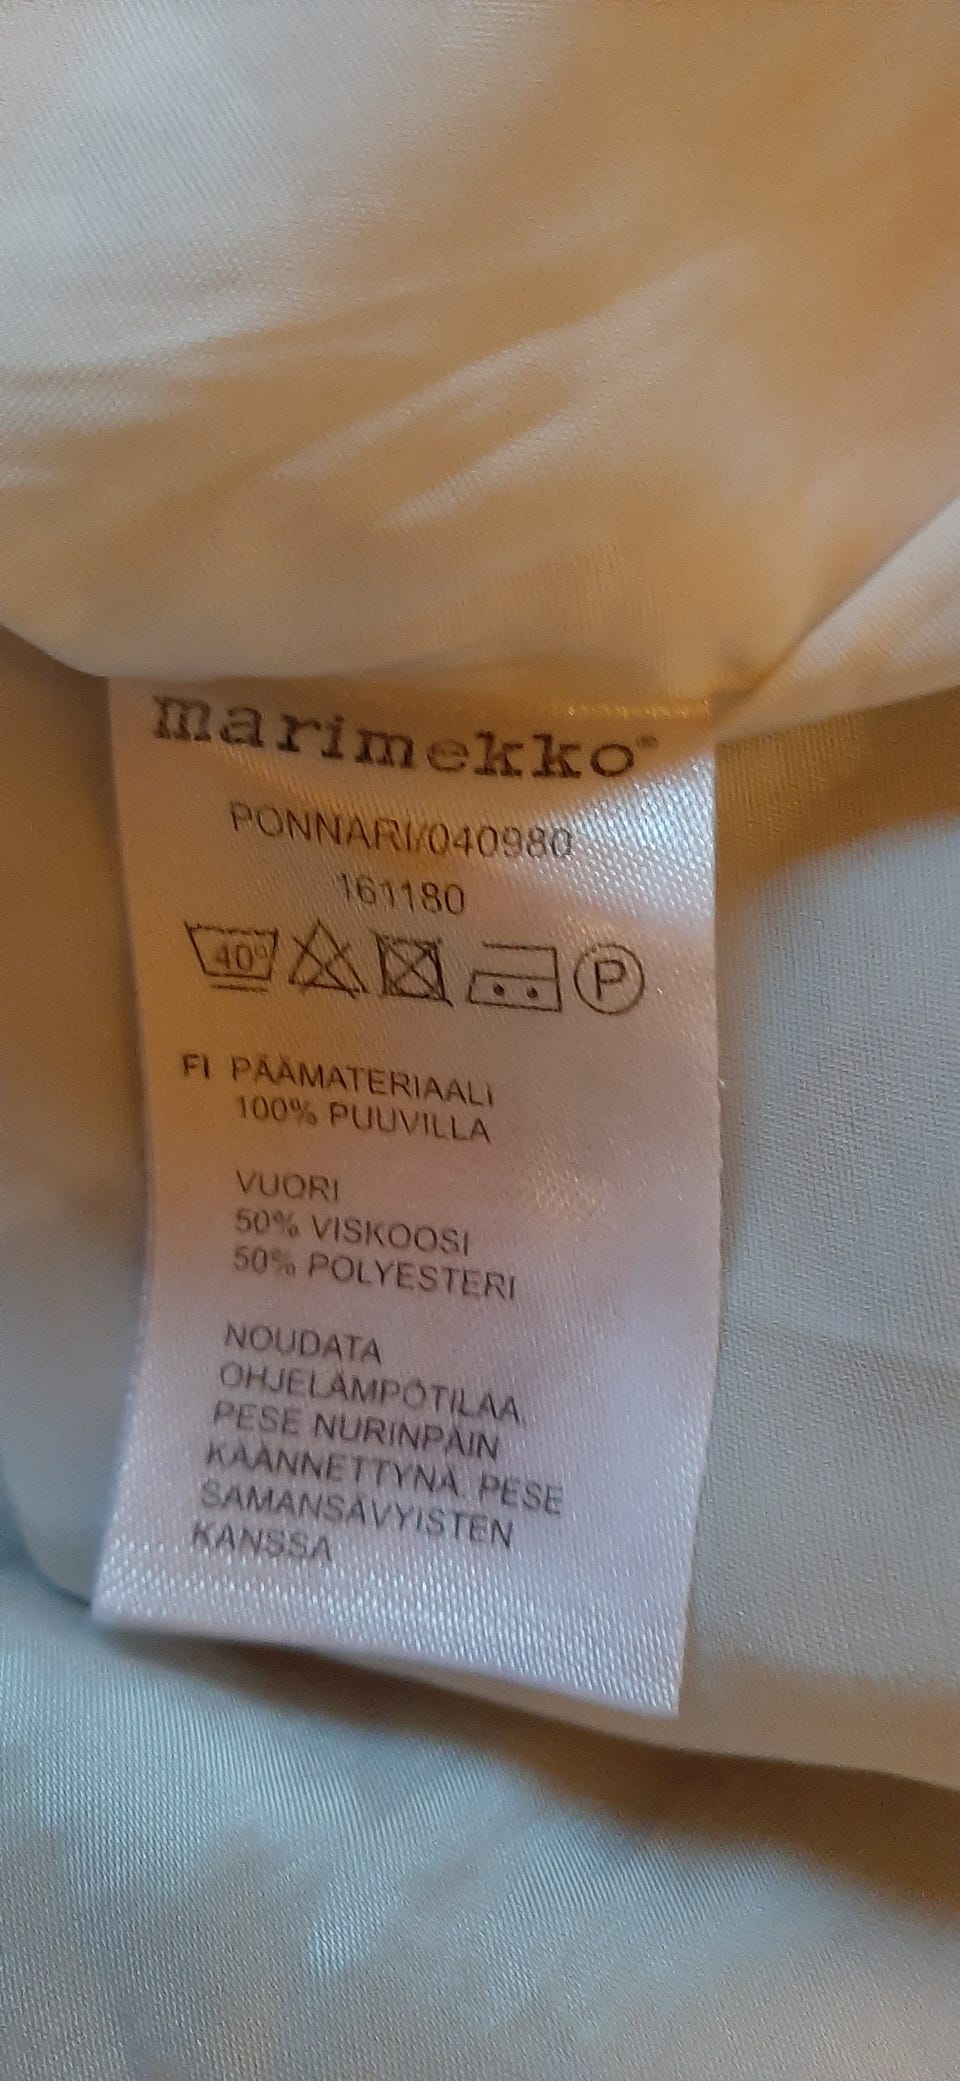 marimekko®
PONNARI/040980
161180
40° P
FI PÄÄMATERIAALI
100% PUUVILLA
VUORI
50% VISKOOSI
50% POLYESTERI
NOUDATA
OHJELÄMPÖTILAA.
PESE NURINPÄIN
KÄÄNNETTYNÄ. PESE
SAMANSÄVYISTEN
KANSSA